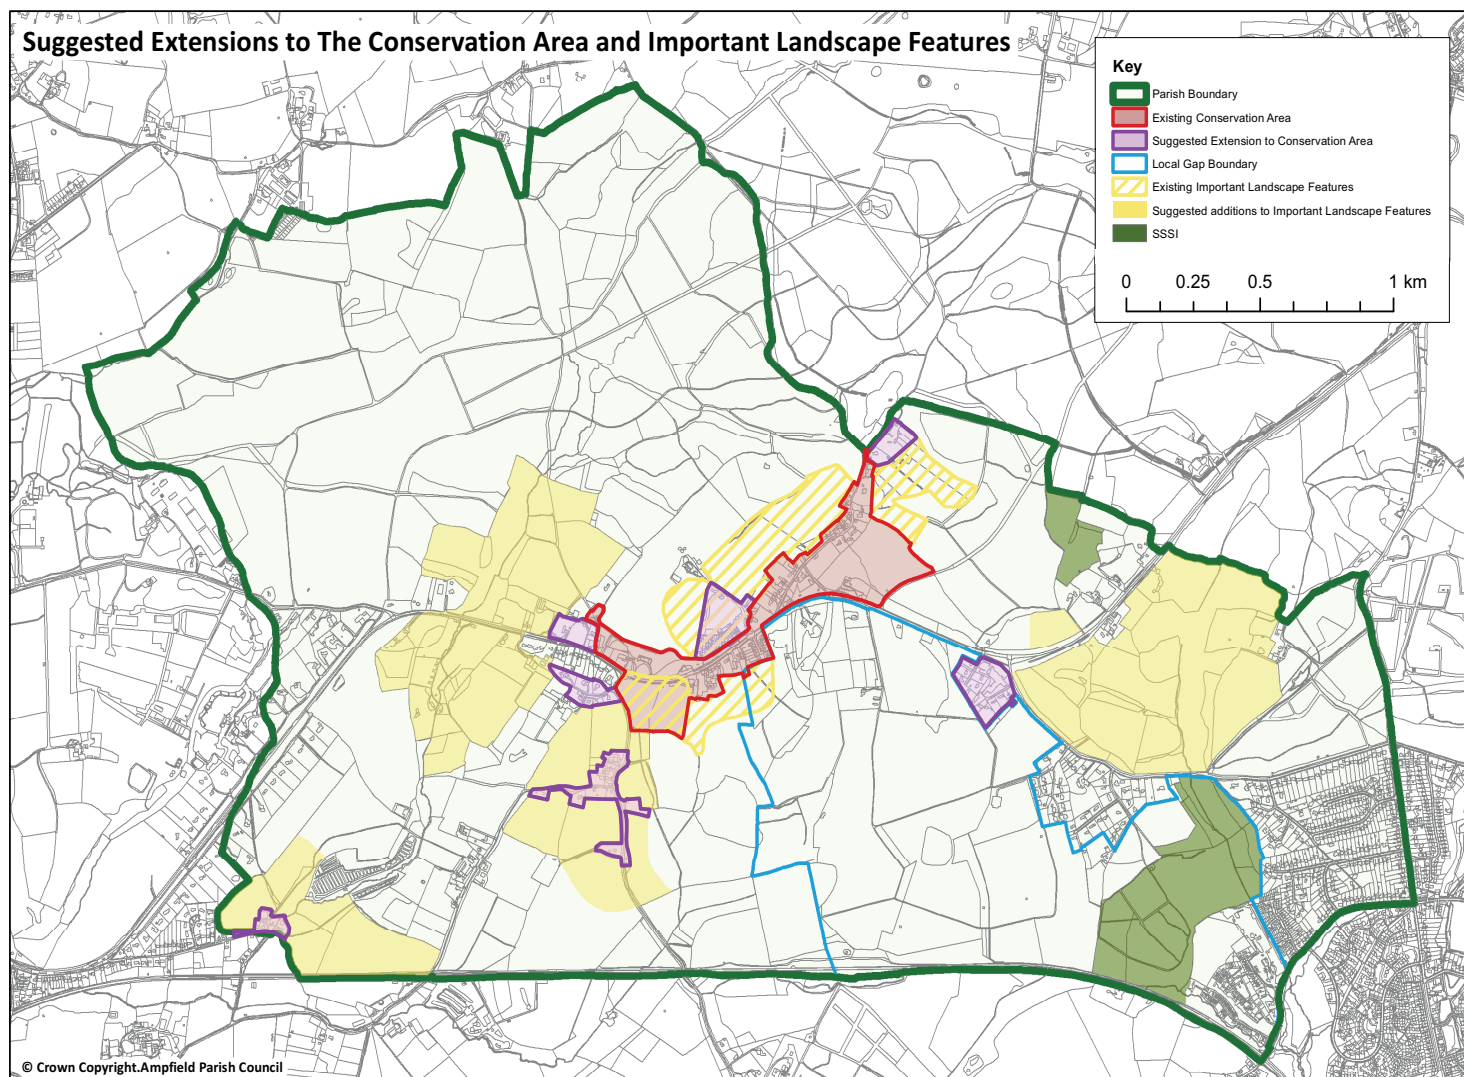 Suggested Extensions to The Conservation Area and Important Landscape Features
Key
Parish Boundary
Existing Conservation Area
Suggested Extension to Conservation Area
Local Gap Boundary
Existing Important Landscape Features
Suggested additions to Important Landscape Features
SSSI
0 0.25 0.5 1 km
© Crown Copyright.Ampfield Parish Council